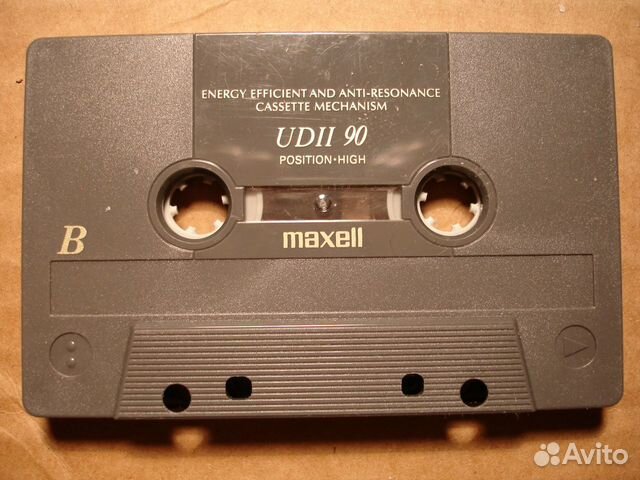 ENERGY EFFICIENT AND ANTI-RESONANCE
CASSETTE MECHANISM
UDII 90
POSITION·HIGH
B
maxell
Avito